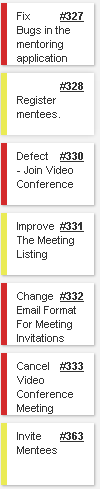 Fix #327
Bugs in the
mentoring
application
#328
Register
mentees.
Defect #330
- Join Video
Conference
Improve #331
The Meeting
Listing
Change #332
Email Format
For Meeting
Invitations
Cancel #333
Video
Conference
Meeting
Invite #363
Mentees